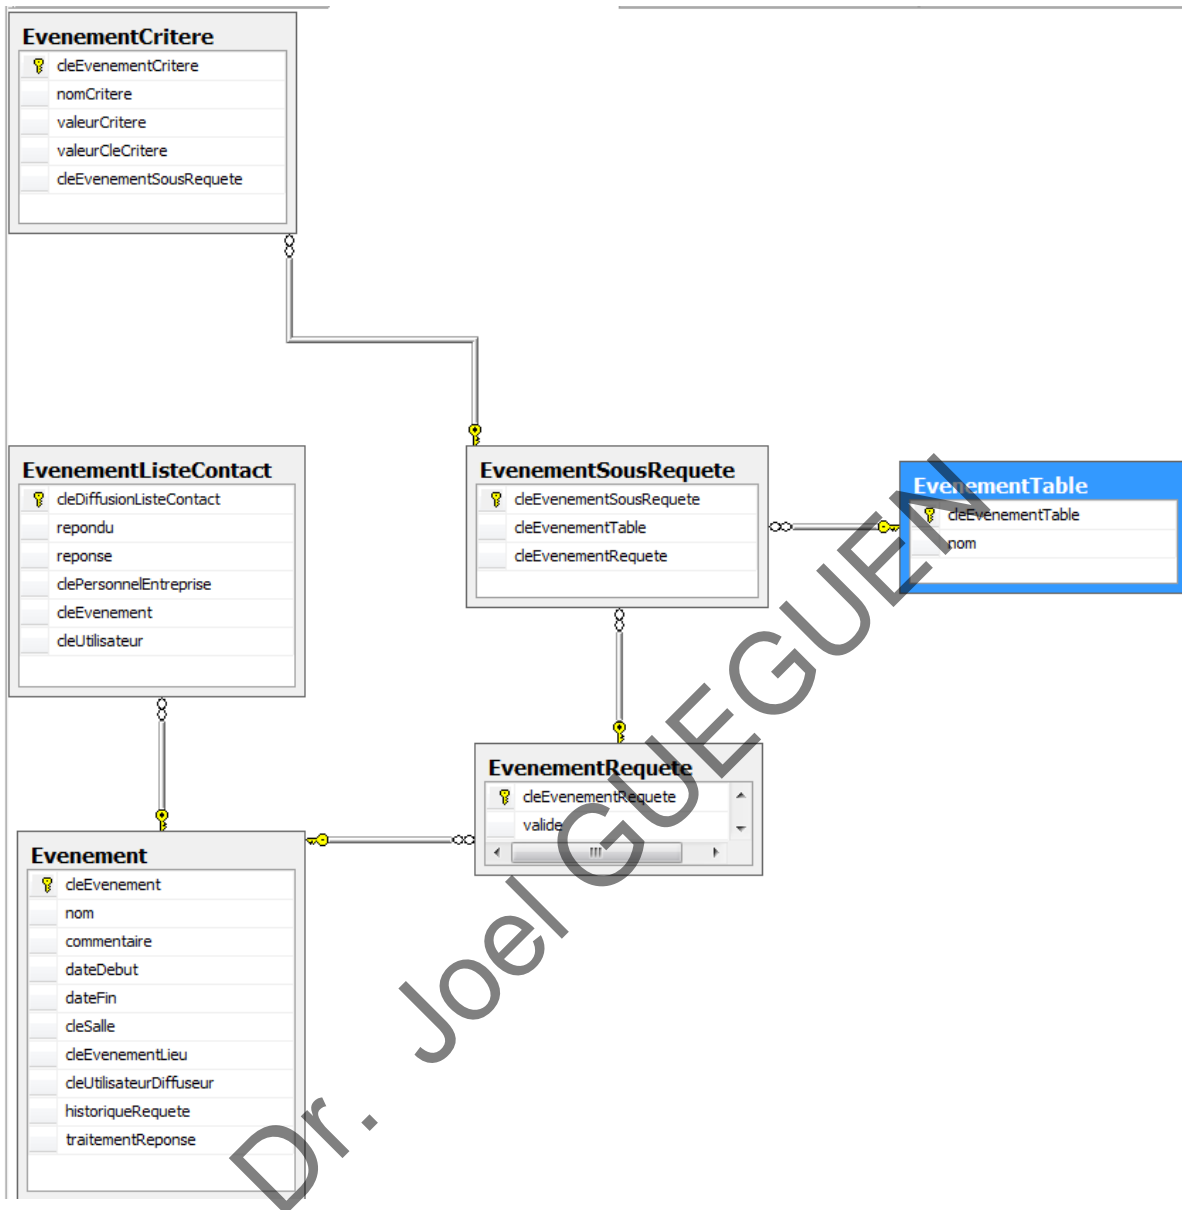 EvenementCritere
cleEvenementCritere
nomCritere
valeurCritere
valeurCleCritere
cleEvenementSousRequete
EvenementListeContact
cleDiffusionListeContact
repondu
reponse
clePersonnelEntreprise
cleEvenement
cleUtilisateur
EvenementSousRequete
cleEvenementSousRequete
cleEvenementTable
cleEvenementRequete
EvenementTable
cleEvenementTable
nom
EvenementRequete
cleEvenementRequete
valide
Evenement
cleEvenement
nom
commentaire
dateDebut
dateFin
cleSalle
cleEvenementLieu
cleUtilisateurDiffuseur
historiqueRequete
traitementReponse
Dr. Joel GUEGUEN